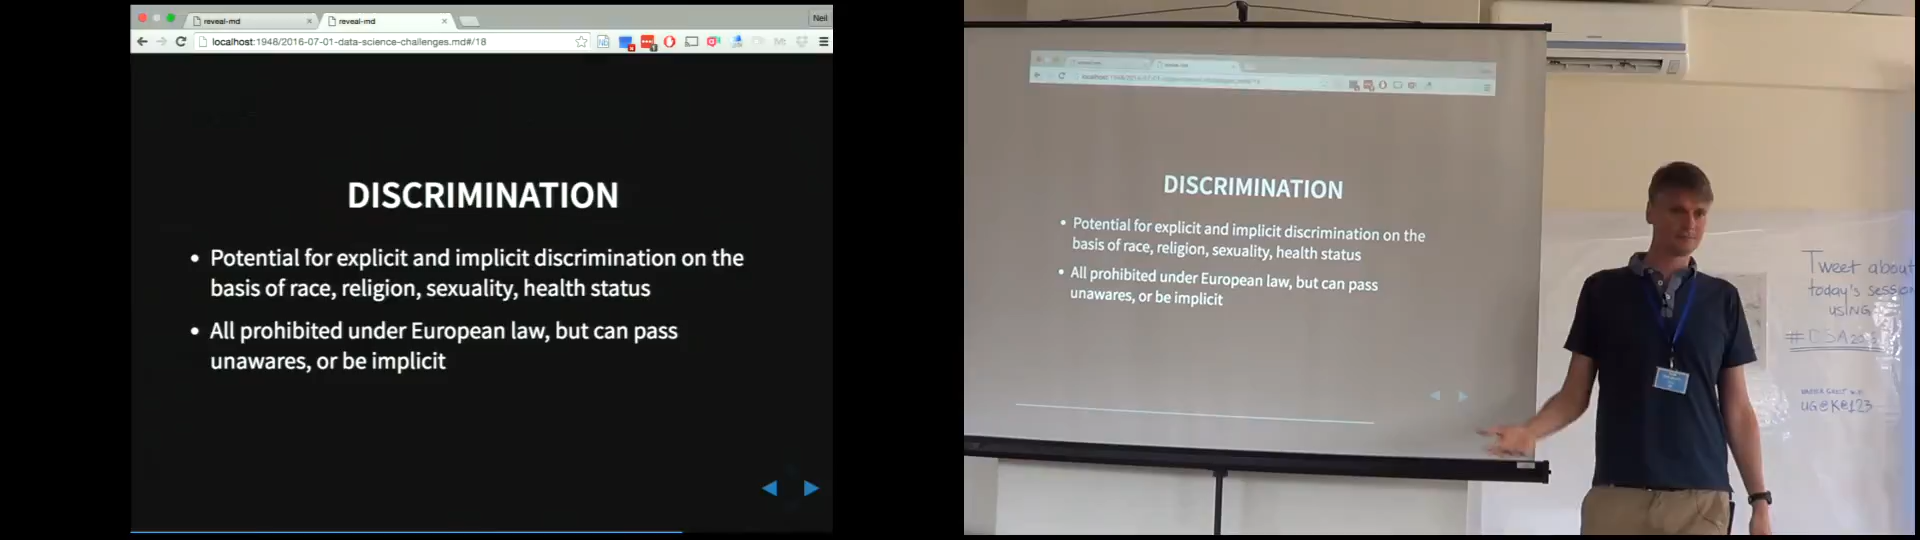 reveal-md
reveal-md
Neil
localhost:1948/2016-07-01-data-science-challenges.md#/18
DISCRIMINATION
• Potential for explicit and implicit discrimination on the
basis of race, religion, sexuality, health status
• All prohibited under European law, but can pass
unawares, or be implicit
DISCRIMINATION
• Potential for explicit and implicit discrimination on the
basis of race, religion, sexuality, health status
• All prohibited under European law, but can pass
unawares, or be implicit
Tweet about
today's session
USING